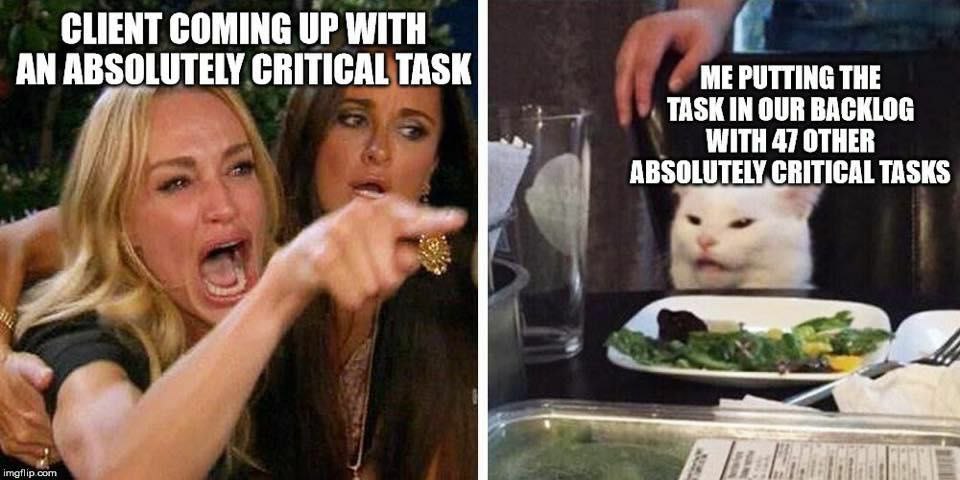 CLIENT COMING UP WITH
AN ABSOLUTELY CRITICAL TASK
ME PUTTING THE
TASK IN OUR BACKLOG
WITH 47 OTHER
ABSOLUTELY CRITICAL TASKS
imgflip.com